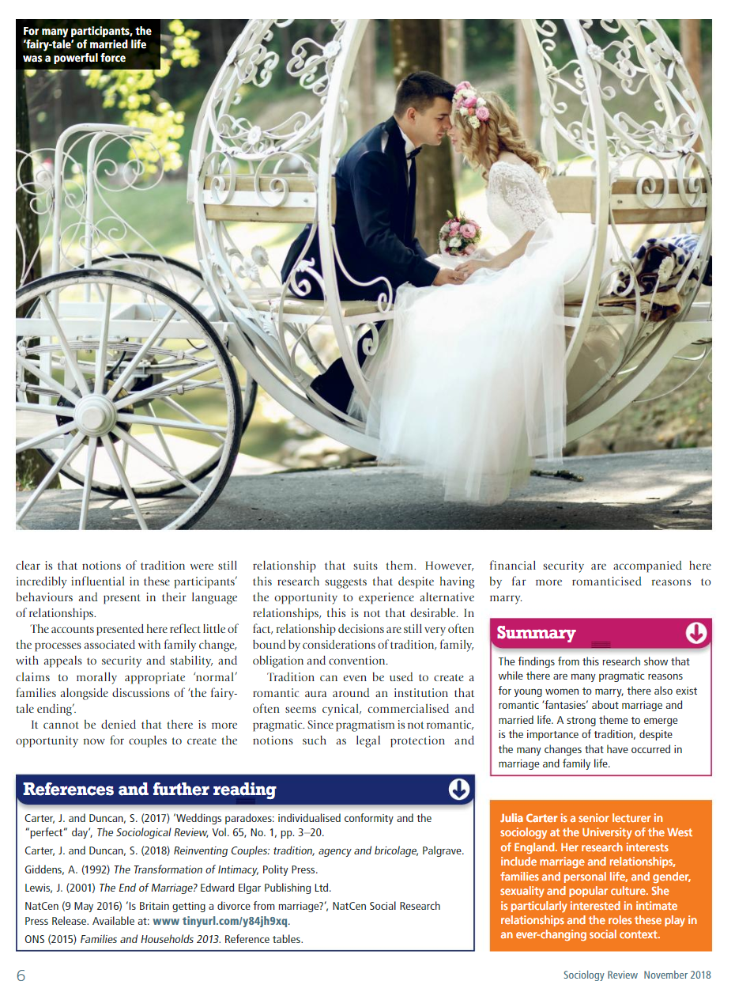 For many participants, the
‘fairy-tale’ of married life
was a powerful force
clear is that notions of tradition were still
incredibly influential in these participants’
behaviours and present in their language
of relationships.
The accounts presented here reflect little of
the processes associated with family change,
with appeals to security and stability, and
claims to morally appropriate ‘normal’
families alongside discussions of ‘the fairy-
tale ending’.
It cannot be denied that there is more
opportunity now for couples to create the
relationship that suits them. However,
this research suggests that despite having
the opportunity to experience alternative
relationships, this is not that desirable. In
fact, relationship decisions are still very often
bound by considerations of tradition, family,
obligation and convention.
Tradition can even be used to create a
romantic aura around an institution that
often seems cynical, commercialised and
pragmatic. Since pragmatism is not romantic,
notions such as legal protection and
financial security are accompanied here
by far more romanticised reasons to
marry.
Summary
The findings from this research show that
while there are many pragmatic reasons
for young women to marry, there also exist
romantic ‘fantasies’ about marriage and
married life. A strong theme to emerge
is the importance of tradition, despite
the many changes that have occurred in
marriage and family life.
References and further reading
Carter, J. and Duncan, S. (2017) ‘Weddings paradoxes: individualised conformity and the
“perfect” day’, The Sociological Review, Vol. 65, No. 1, pp. 3–20.
Carter, J. and Duncan, S. (2018) Reinventing Couples: tradition, agency and bricolage, Palgrave.
Giddens, A. (1992) The Transformation of Intimacy, Polity Press.
Lewis, J. (2001) The End of Marriage? Edward Elgar Publishing Ltd.
NatCen (9 May 2016) ‘Is Britain getting a divorce from marriage?’, NatCen Social Research
Press Release. Available at: www tinyurl.com/y84jh9xq.
ONS (2015) Families and Households 2013. Reference tables.
Julia Carter is a senior lecturer in
sociology at the University of the West
of England. Her research interests
include marriage and relationships,
families and personal life, and gender,
sexuality and popular culture. She
is particularly interested in intimate
relationships and the roles these play in
an ever-changing social context.
6
Sociology Review November 2018